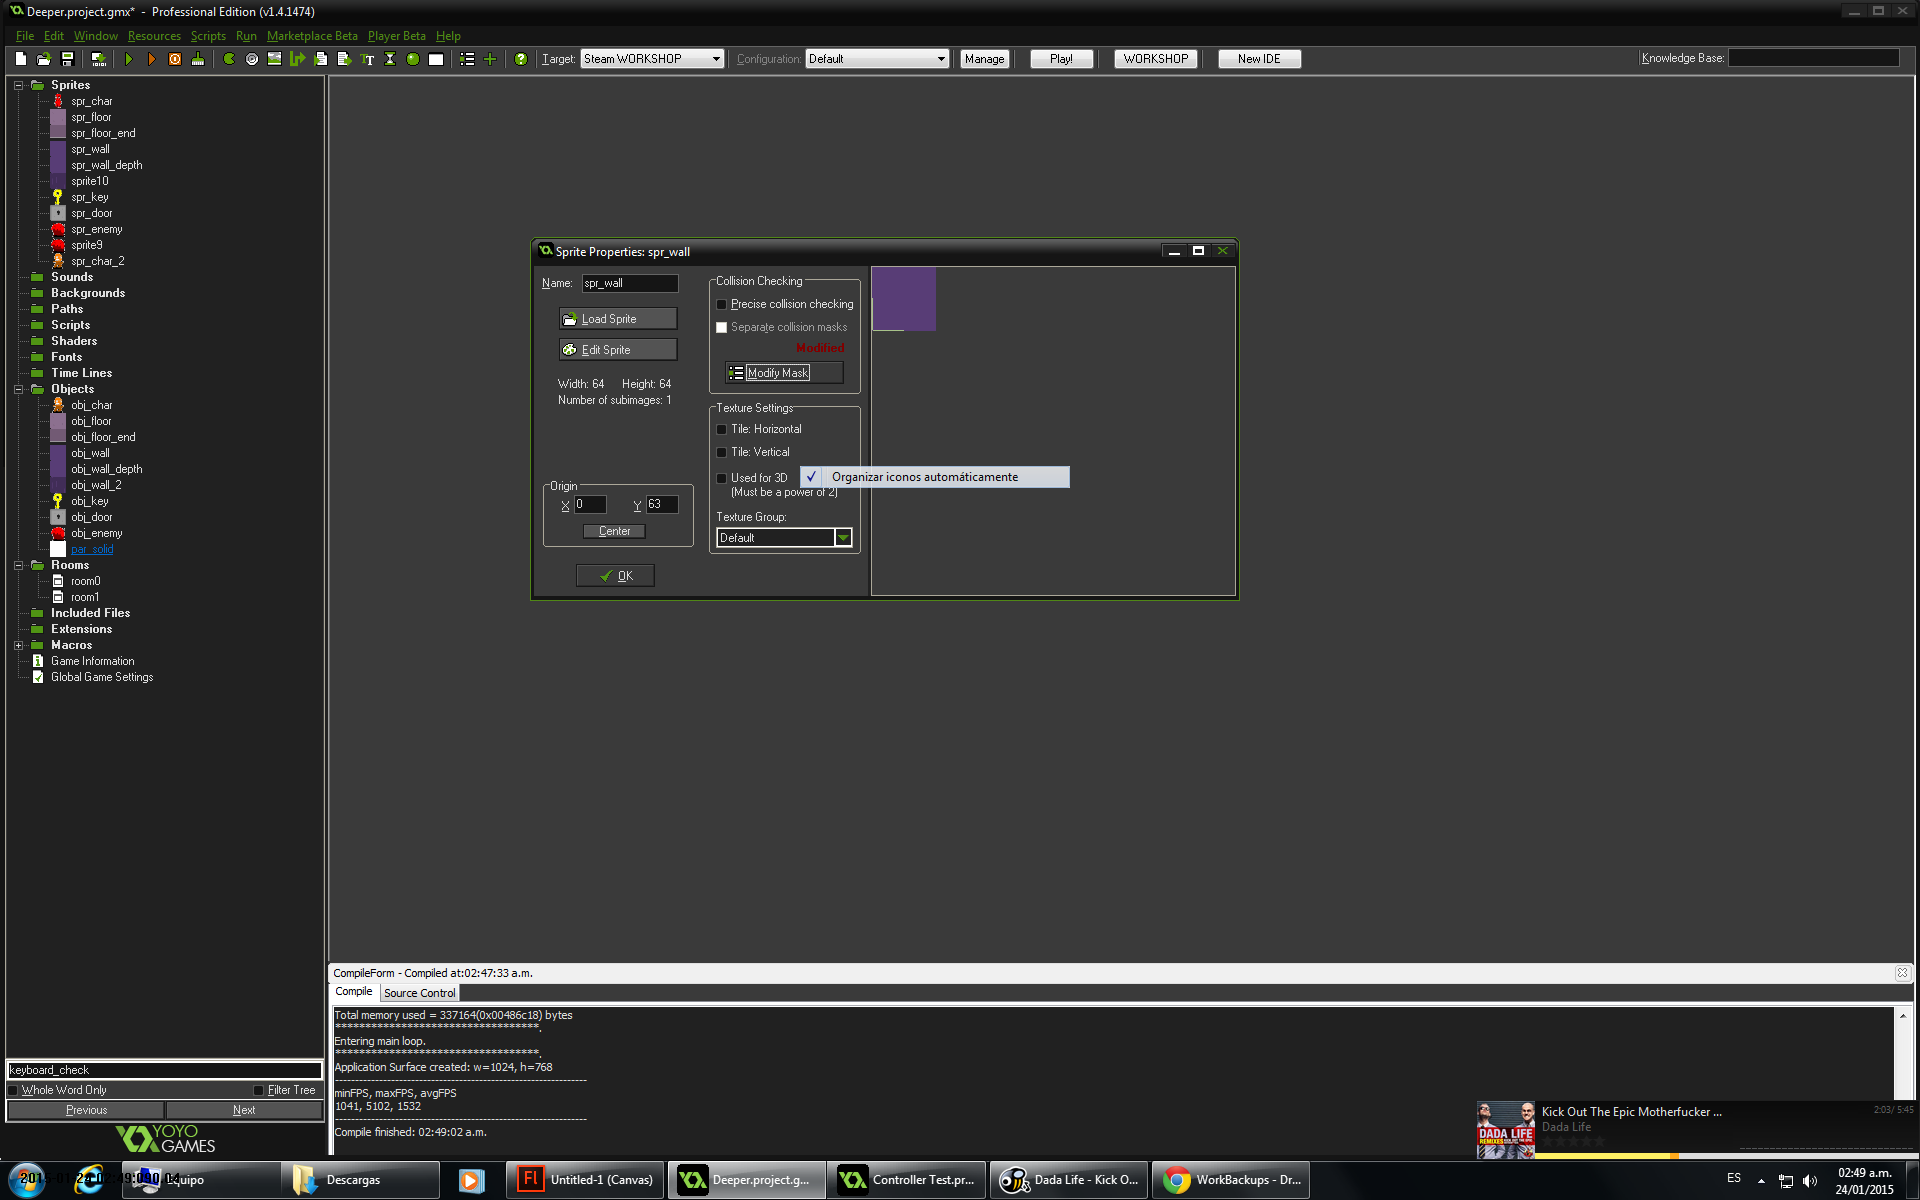 Deeper.project.gmx* - Professional Edition (v1.4.1474)
File Edit Window Resources Scripts Run Marketplace Beta Player Beta Help
Target: Steam WORKSHOP Configuration: Default Manage Play! WORKSHOP New IDE Knowledge Base:
Sprites
spr_char
spr_floor
spr_floor_end
spr_wall
spr_wall_depth
sprite10
spr_key
spr_door
spr_enemy
sprite9
spr_char_2
Sounds
Backgrounds
Paths
Scripts
Shaders
Fonts
Time Lines
Objects
obj_char
obj_floor
obj_floor_end
obj_wall
obj_wall_depth
obj_wall_2
obj_key
obj_door
obj_enemy
par_solid
Rooms
room0
room1
Included Files
Extensions
Macros
Game Information
Global Game Settings
keyboard_check
Whole Word Only Filter Tree
Previous Next
YOYO
GAMES
Sprite Properties: spr_wall
Name: spr_wall
Load Sprite
Edit Sprite
Width: 64 Height: 64
Number of subimages: 1
Origin
X 0 Y 63
Center
OK
Collision Checking
Precise collision checking
Separate collision masks
Modified
Modify Mask
Texture Settings
Tile: Horizontal
Tile: Vertical
Used for 3D
(Must be a power of 2)
Texture Group:
Default
✓ Organizar iconos automáticamente
CompileForm - Compiled at:02:47:33 a.m.
Compile Source Control
Total memory used = 337164(0x00486c18) bytes
**********************************.
Entering main loop.
**********************************.
Application Surface created: w=1024, h=768
minFPS, maxFPS, avgFPS
1041, 5102, 1532
Compile finished: 02:49:02 a.m.
DADA LIFE
REMIXES
Kick Out The Epic Motherfucker ... 2:03/ 5:45
Dada Life
Equipo Descargas Untitled-1 (Canvas) Deeper.project.g... Controller Test.pr... Dada Life - Kick O... WorkBackups - Dr... ES 02:49 a.m.
24/01/2015